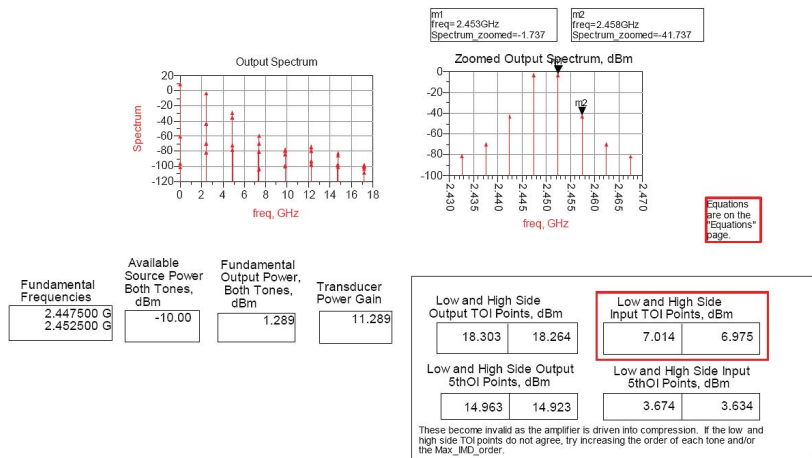 m1
freq=2.453GHz
Spectrum_zoomed=-1.737
m2
freq=2.458GHz
Spectrum_zoomed=-41.737
Output Spectrum
Spectrum
20
0
-20
-40
-60
-80
-100
-120
0 2 4 6 8 10 12 14 16 18
freq, GHz
Zoomed Output Spectrum, dBm
m1
m2
0
-20
-40
-60
-80
-100
2.430 2.435 2.440 2.445 2.450 2.455 2.460 2.465 2.470
freq, GHz
Equations
are on the
"Equations"
page.
Fundamental
Frequencies
2.447500 G
2.452500 G
Available
Source Power
Both Tones,
dBm
-10.00
Fundamental
Output Power,
Both Tones,
dBm
1.289
Transducer
Power Gain
11.289
Low and High Side
Output TOI Points, dBm
18.303 18.264
Low and High Side
Input TOI Points, dBm
7.014 6.975
Low and High Side Output
5thOI Points, dBm
14.963 14.923
Low and High Side Input
5thOI Points, dBm
3.674 3.634
These become invalid as the amplifier is driven into compression. If the low and
high side TOI points do not agree, try increasing the order of each tone and/or
the Max_IMD_order.